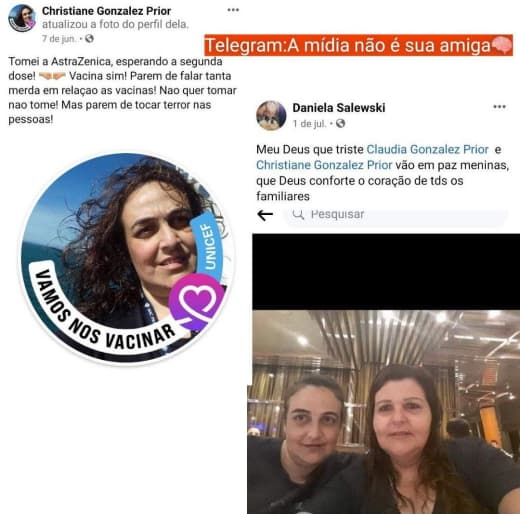 Christiane Gonzalez Prior
atualizou a foto do perfil dela.
7 de jun.
Tomei a AstraZenica, esperando a segunda
dose! Vacina sim! Parem de falar tanta
merda em relaçao as vacinas! Nao quer tomar
nao tome! Mas parem de tocar terror nas
pessoas!
VAMOS NOS VACINAR
UNICEF
Telegram:A mídia não é sua amiga
Daniela Salewski
1 de jul.
Meu Deus que triste Claudia Gonzalez Prior e
Christiane Gonzalez Prior vão em paz meninas,
que Deus conforte o coração de tds os
familiares
Pesquisar